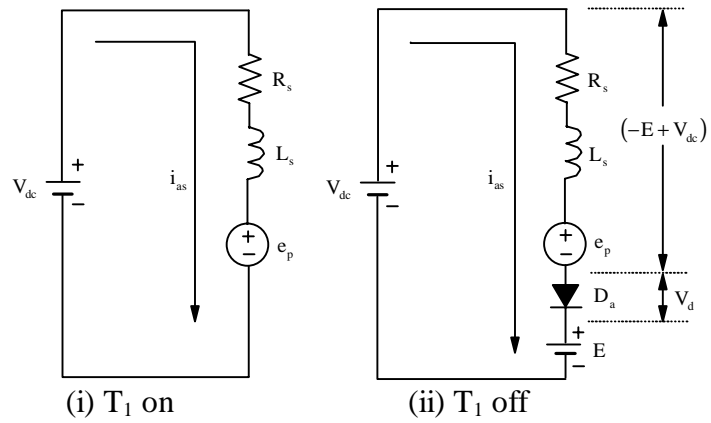 R_s
L_s
V_dc
+
−
i_as
+
−
e_p
(i) T_1 on
R_s
L_s
V_dc
+
−
i_as
+
−
e_p
D_a
+
−
E
(−E + V_dc)
V_d
(ii) T_1 off